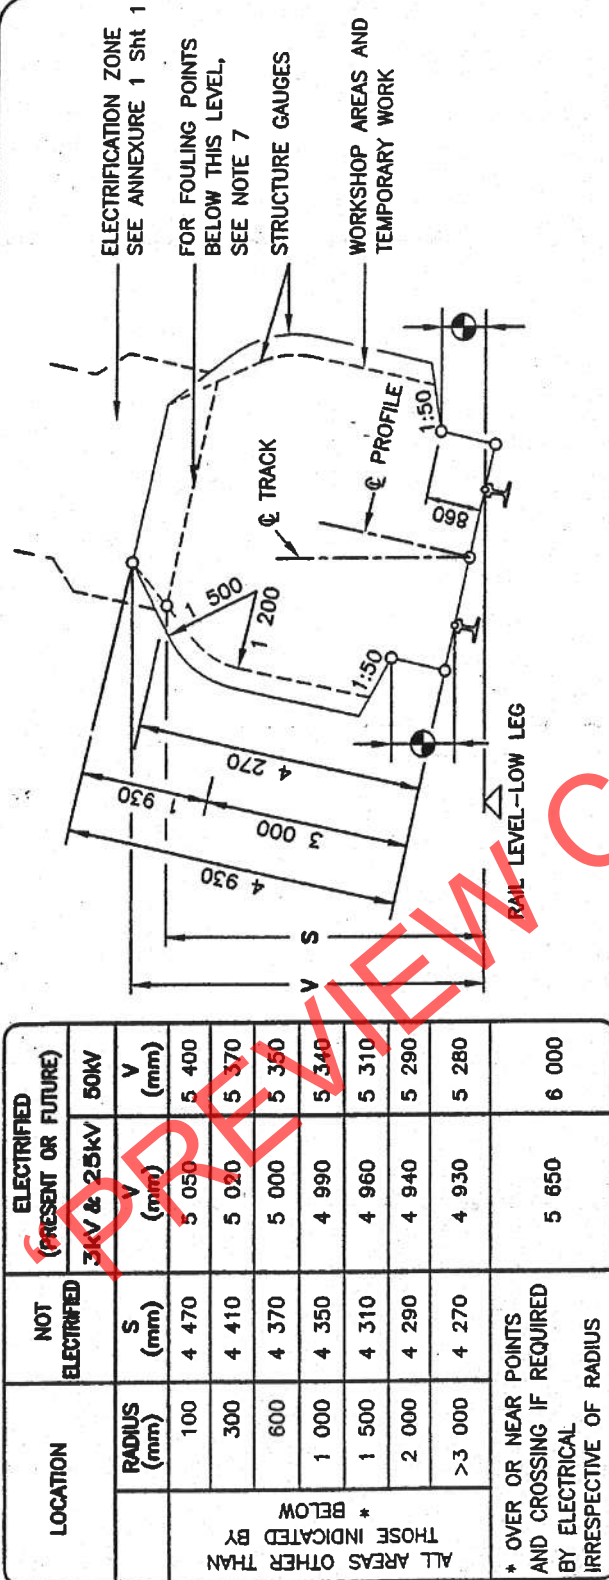 LOCATION
NOT
ELECTRIFIED
ELECTRIFIED
(PRESENT OR FUTURE)
3kV & 25kV
50kV
RADIUS
(mm)
S
(mm)
V
(mm)
V
(mm)
ALL AREAS OTHER THAN
THOSE INDICATED BY
* BELOW
100 4 470 5 050 5 400
300 4 410 5 020 5 370
600 4 370 5 000 5 350
1 000 4 350 4 990 5 340
1 500 4 310 4 960 5 310
2 000 4 290 4 940 5 290
>3 000 4 270 4 930 5 280
* OVER OR NEAR POINTS
AND CROSSING IF REQUIRED
BY ELECTRICAL
IRRESPECTIVE OF RADIUS
5 650
6 000
ELECTRIFICATION ZONE
SEE ANNEXURE 1 Sht 1
FOR FOULING POINTS
BELOW THIS LEVEL,
SEE NOTE 7
STRUCTURE GAUGES
WORKSHOP AREAS AND
TEMPORARY WORK
℄ TRACK
℄ PROFILE
1 500
1 200
1:50
1:50
860
4 270
1 930
3 000
4 930
S
V
RAIL LEVEL-LOW LEG
"PREVIEW C